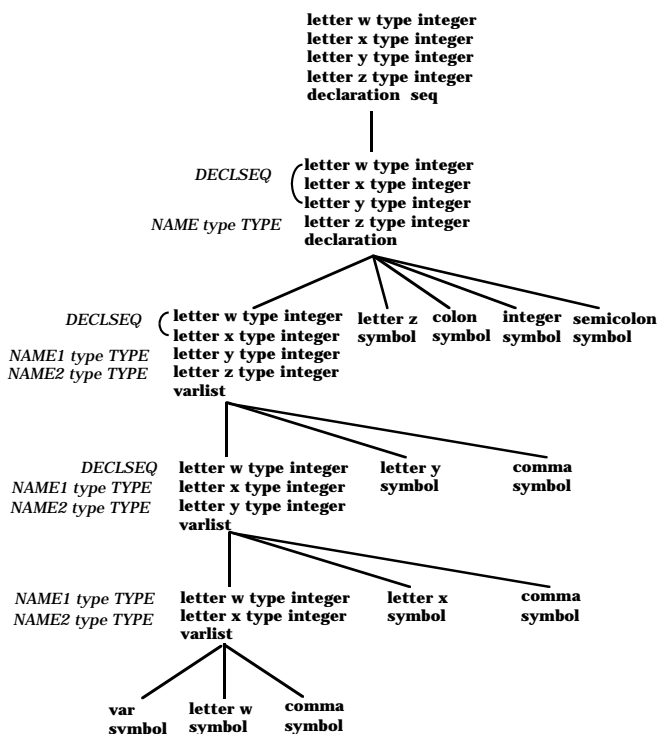 letter w type integer
letter x type integer
letter y type integer
letter z type integer
declaration seq
DECLSEQ
letter w type integer
letter x type integer
letter y type integer
NAME type TYPE
letter z type integer
declaration
DECLSEQ
letter w type integer
letter x type integer
NAME1 type TYPE
letter y type integer
NAME2 type TYPE
letter z type integer
varlist
letter z
symbol
colon
symbol
integer
symbol
semicolon
symbol
DECLSEQ
letter w type integer
NAME1 type TYPE
letter x type integer
NAME2 type TYPE
letter y type integer
varlist
letter y
symbol
comma
symbol
NAME1 type TYPE
letter w type integer
NAME2 type TYPE
letter x type integer
varlist
letter x
symbol
comma
symbol
var
symbol
letter w
symbol
comma
symbol